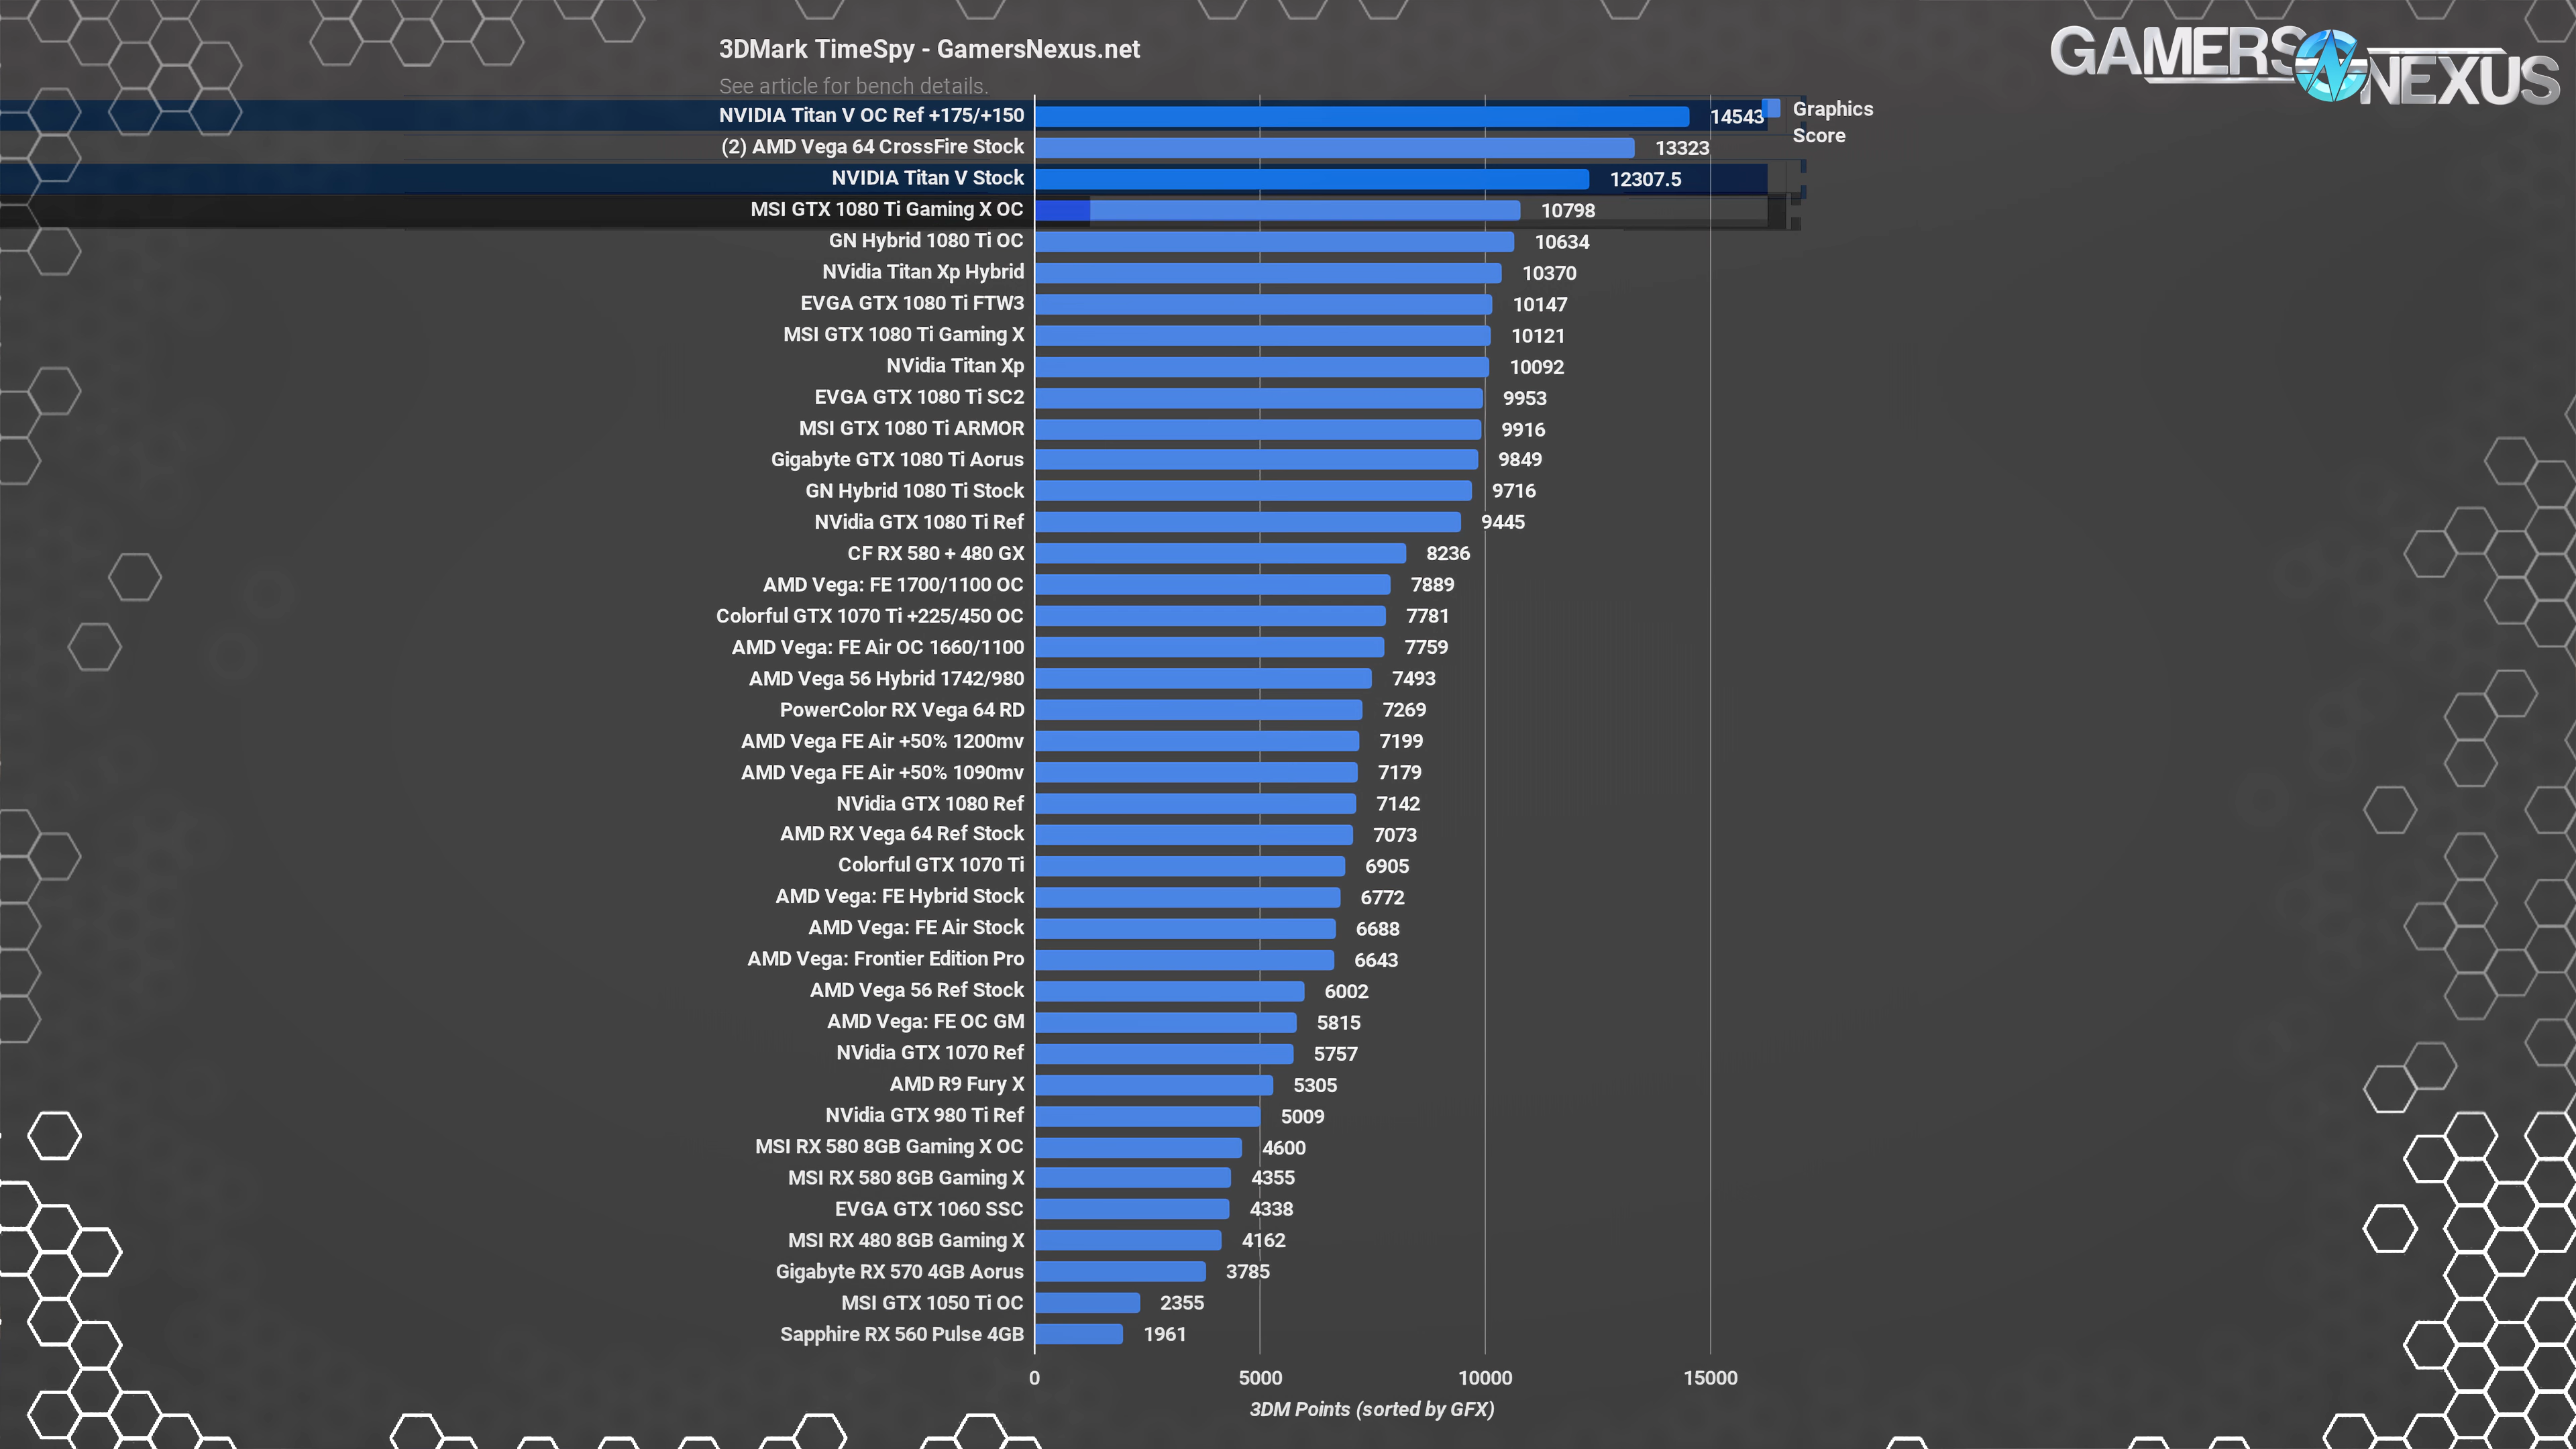 3DMark TimeSpy - GamersNexus.net
GAMERS NEXUS
See article for bench details.
NVIDIA Titan V OC Ref +175/+150 14543
Graphics
Score
(2) AMD Vega 64 CrossFire Stock 13323
NVIDIA Titan V Stock 12307.5
MSI GTX 1080 Ti Gaming X OC 10798
GN Hybrid 1080 Ti OC 10634
NVidia Titan Xp Hybrid 10370
EVGA GTX 1080 Ti FTW3 10147
MSI GTX 1080 Ti Gaming X 10121
NVidia Titan Xp 10092
EVGA GTX 1080 Ti SC2 9953
MSI GTX 1080 Ti ARMOR 9916
Gigabyte GTX 1080 Ti Aorus 9849
GN Hybrid 1080 Ti Stock 9716
NVidia GTX 1080 Ti Ref 9445
CF RX 580 + 480 GX 8236
AMD Vega: FE 1700/1100 OC 7889
Colorful GTX 1070 Ti +225/450 OC 7781
AMD Vega: FE Air OC 1660/1100 7759
AMD Vega 56 Hybrid 1742/980 7493
PowerColor RX Vega 64 RD 7269
AMD Vega FE Air +50% 1200mv 7199
AMD Vega FE Air +50% 1090mv 7179
NVidia GTX 1080 Ref 7142
AMD RX Vega 64 Ref Stock 7073
Colorful GTX 1070 Ti 6905
AMD Vega: FE Hybrid Stock 6772
AMD Vega: FE Air Stock 6688
AMD Vega: Frontier Edition Pro 6643
AMD Vega 56 Ref Stock 6002
AMD Vega: FE OC GM 5815
NVidia GTX 1070 Ref 5757
AMD R9 Fury X 5305
NVidia GTX 980 Ti Ref 5009
MSI RX 580 8GB Gaming X OC 4600
MSI RX 580 8GB Gaming X 4355
EVGA GTX 1060 SSC 4338
MSI RX 480 8GB Gaming X 4162
Gigabyte RX 570 4GB Aorus 3785
MSI GTX 1050 Ti OC 2355
Sapphire RX 560 Pulse 4GB 1961
0 5000 10000 15000
3DM Points (sorted by GFX)